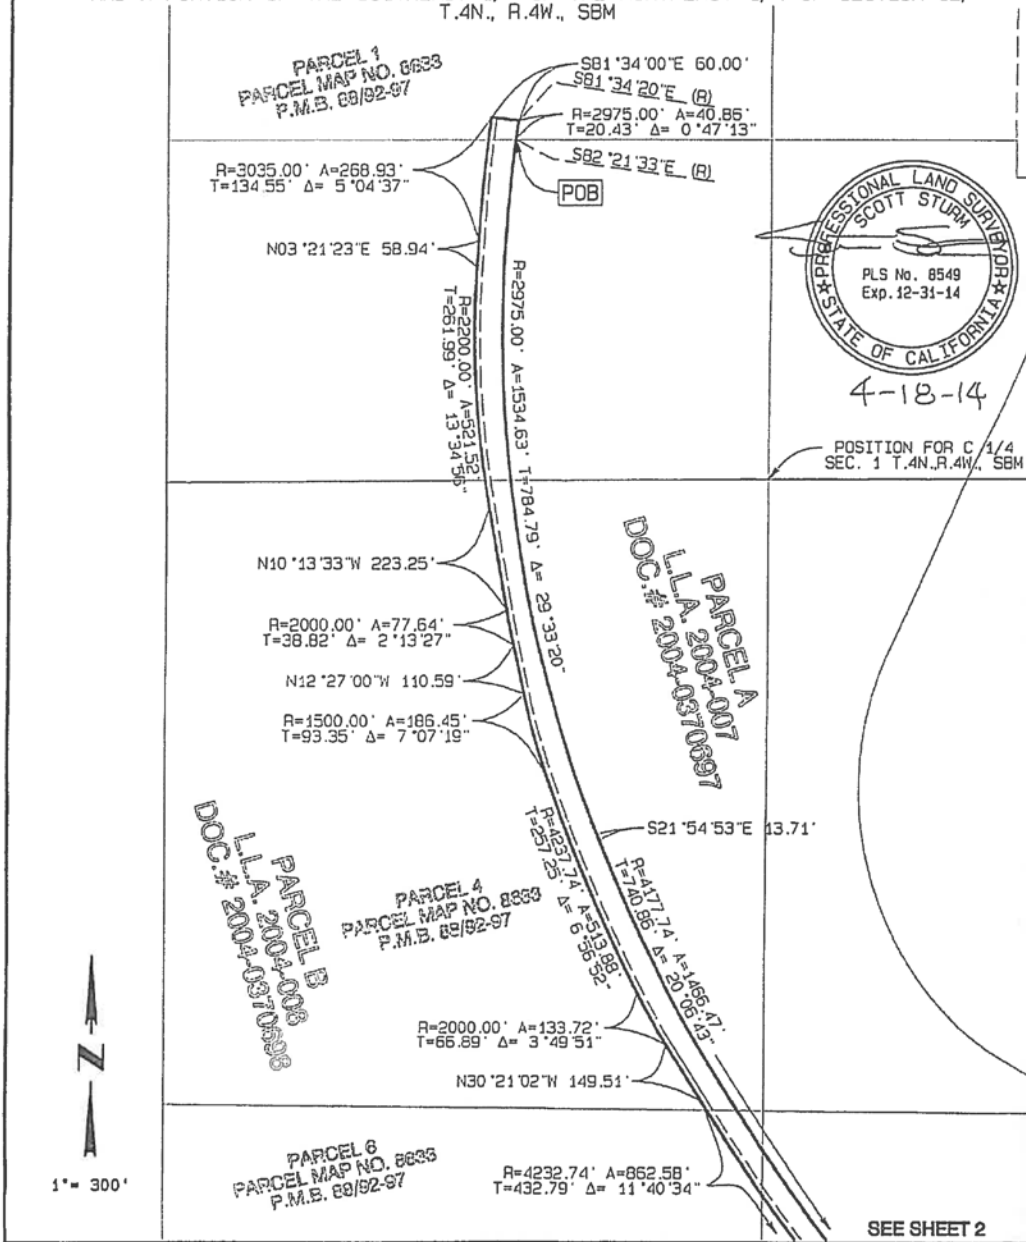 T.4N., R.4W., SBM
PARCEL 1
PARCEL MAP NO. 8633
P.M.B. 88/92-97
S81°34'00"E 60.00'
S81°34'20"E (R)
R=2975.00' A=40.86'
T=20.43' Δ= 0°47'13"
S82°21'33"E (R)
POB
R=3035.00' A=268.93'
T=134.55' Δ= 5°04'37"
N03°21'23"E 58.94'
PROFESSIONAL LAND SURVEYOR
SCOTT STURM
PLS No. 8549
Exp. 12-31-14
STATE OF CALIFORNIA
4-18-14
R=2200.00' A=521.52'
T=261.99' Δ= 13°34'56"
R=2975.00' A=1534.63' T=784.79' Δ= 29°33'20"
POSITION FOR C 1/4
SEC. 1 T.4N.,R.4W., SBM
N10°13'33"W 223.25'
R=2000.00' A=77.64'
T=38.82' Δ= 2°13'27"
N12°27'00"W 110.59'
R=1500.00' A=186.45'
T=93.35' Δ= 7°07'19"
PARCEL A
L.L.A. 2004-007
DOC.# 2004-0370697
S21°54'53"E 13.71'
R=4237.74' A=513.88'
T=257.25' Δ= 6°56'52"
R=4177.74' A=1466.47'
T=740.86' Δ= 20°06'43"
PARCEL B
L.L.A. 2004-006
DOC.# 2004-0370698
PARCEL 4
PARCEL MAP NO. 8633
P.M.B. 88/92-97
R=2000.00' A=133.72'
T=66.89' Δ= 3°49'51"
N30°21'02"W 149.51'
N
1"= 300'
PARCEL 6
PARCEL MAP NO. 8633
P.M.B. 88/92-97
R=4232.74' A=862.58'
T=432.79' Δ= 11°40'34"
SEE SHEET 2